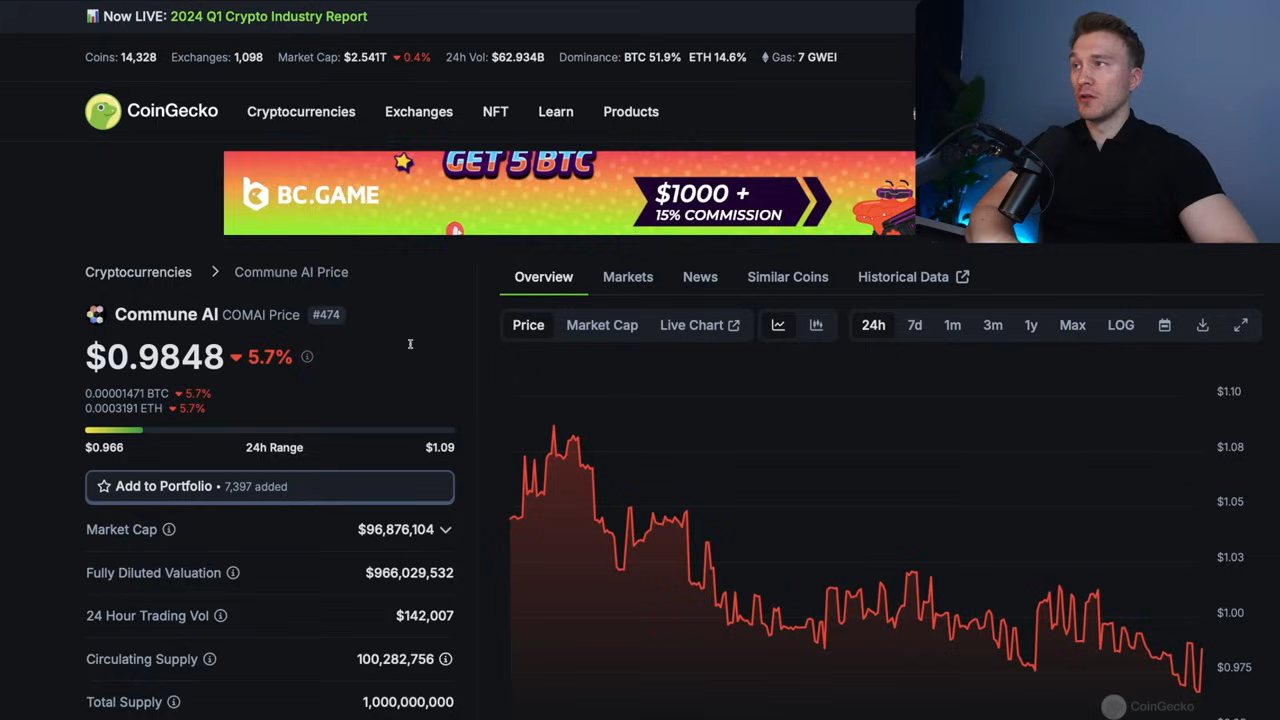 Now LIVE: 2024 Q1 Crypto Industry Report
Coins: 14,328 Exchanges: 1,098 Market Cap: $2.541T 0.4% 24h Vol: $62.934B Dominance: BTC 51.9% ETH 14.6% Gas: 7 GWEI
CoinGecko Cryptocurrencies Exchanges NFT Learn Products
GET 5 BTC
BC.GAME
$1000 +
15% COMMISSION
Cryptocurrencies > Commune AI Price
Commune AI COMAI Price #474
$0.9848 5.7%
0.00001471 BTC 5.7%
0.0003191 ETH 5.7%
$0.966 24h Range $1.09
Add to Portfolio • 7,397 added
Market Cap $96,876,104
Fully Diluted Valuation $966,029,532
24 Hour Trading Vol $142,007
Circulating Supply 100,282,756
Total Supply 1,000,000,000
Overview Markets News Similar Coins Historical Data
Price Market Cap Live Chart 24h 7d 1m 3m 1y Max LOG
$1.10
$1.08
$1.05
$1.03
$1.00
$0.975
CoinGecko